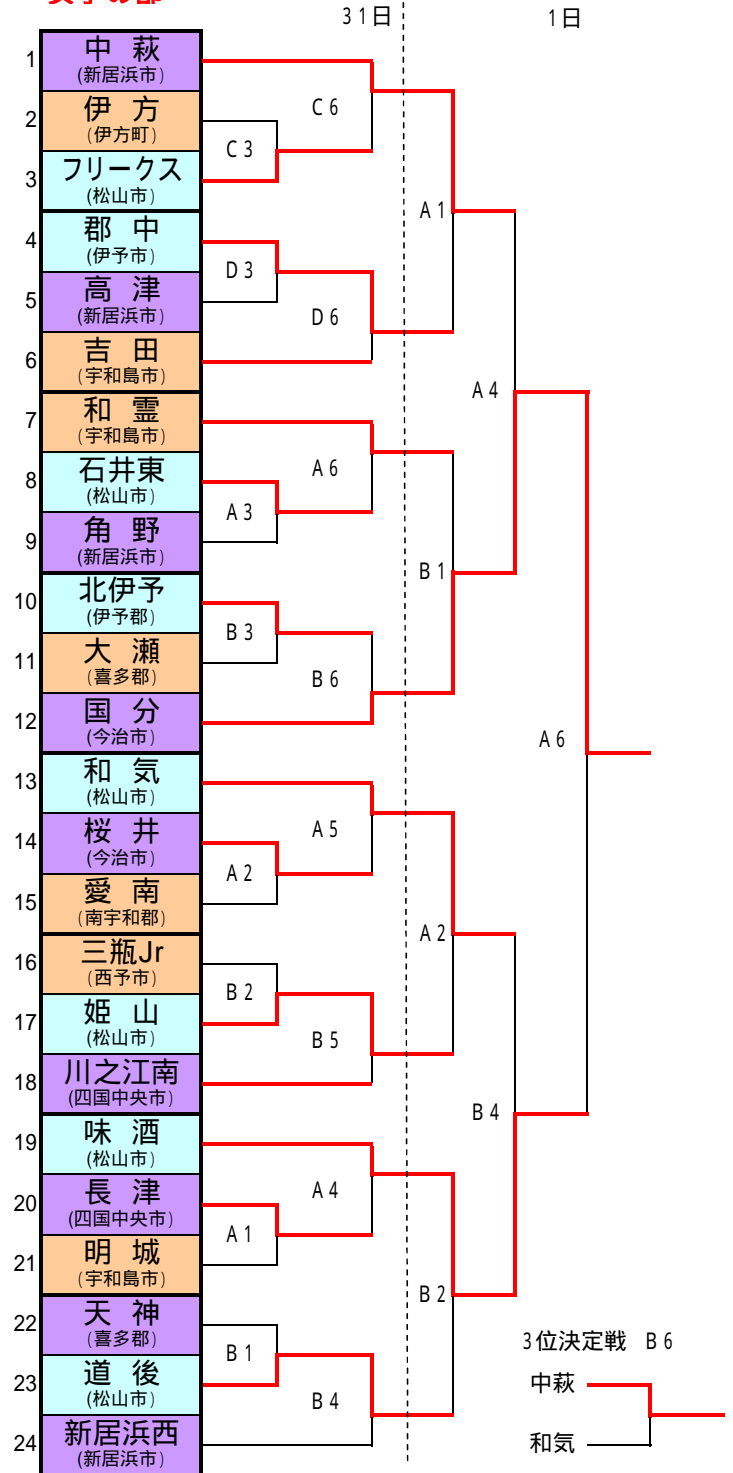 女子の部
31日
1日
1
中 萩
(新居浜市)
2
伊 方
(伊方町)
3
フリークス
(松山市)
4
郡 中
(伊予市)
5
高 津
(新居浜市)
6
吉 田
(宇和島市)
7
和 霊
(宇和島市)
8
石井東
(松山市)
9
角 野
(新居浜市)
10
北伊予
(伊予郡)
11
大 瀬
(喜多郡)
12
国 分
(今治市)
13
和 気
(松山市)
14
桜 井
(今治市)
15
愛 南
(南宇和郡)
16
三瓶Jr
(西予市)
17
姫 山
(松山市)
18
川之江南
(四国中央市)
19
味 酒
(松山市)
20
長 津
(四国中央市)
21
明 城
(宇和島市)
22
天 神
(喜多郡)
23
道 後
(松山市)
24
新居浜西
(新居浜市)
C3
D3
A3
B3
A2
B2
A1
B1
C6
D6
A6
B6
A5
B5
A4
B4
A1
B1
A2
B2
A4
B4
A6
3位決定戦 B6
中萩
和気